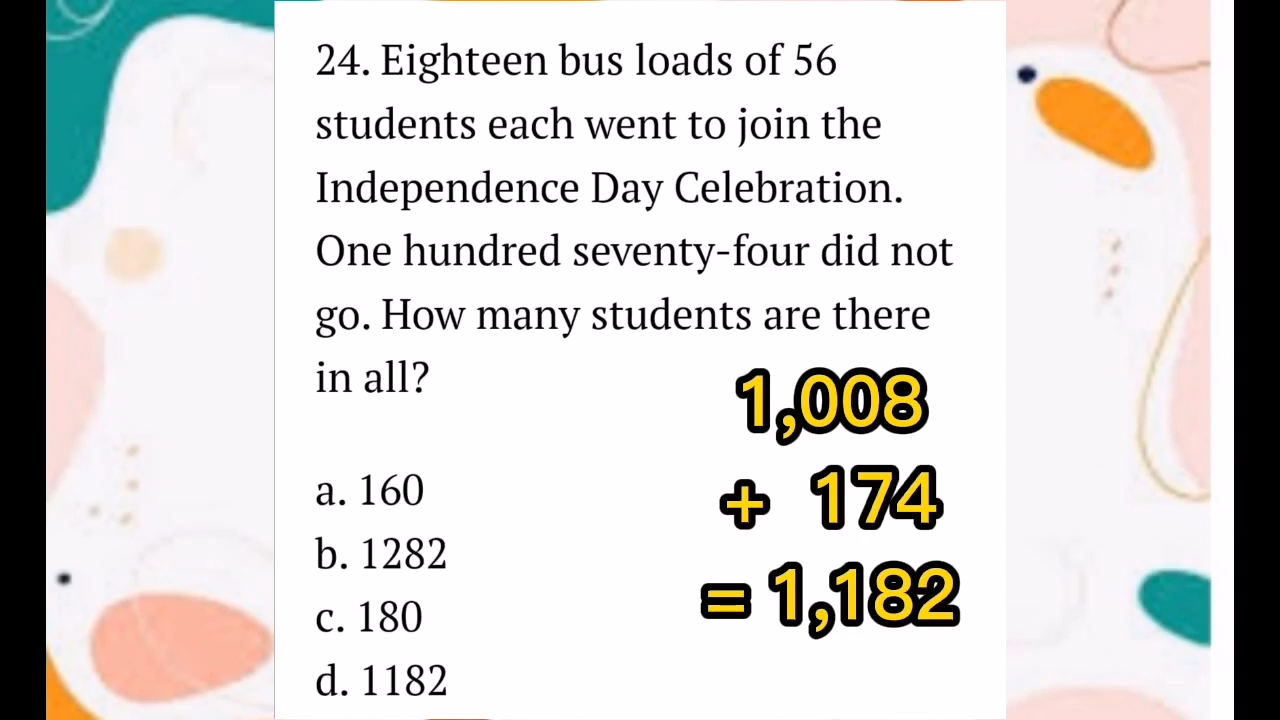 24. Eighteen bus loads of 56
students each went to join the
Independence Day Celebration.
One hundred seventy-four did not
go. How many students are there
in all?
a. 160
b. 1282
c. 180
d. 1182
1,008
+ 174
= 1,182